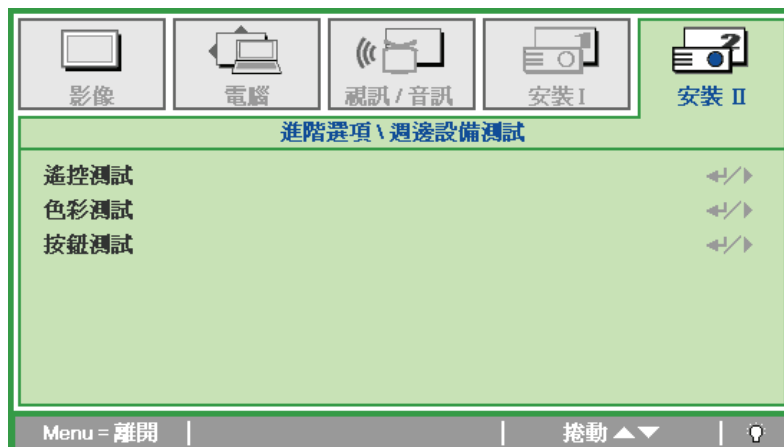 影像
電腦
視訊 / 音訊
安裝 I
安裝 II
進階選項 \ 週邊設備測試
遙控測試
色彩測試
按鈕測試
Menu = 離開
捲動▲▼